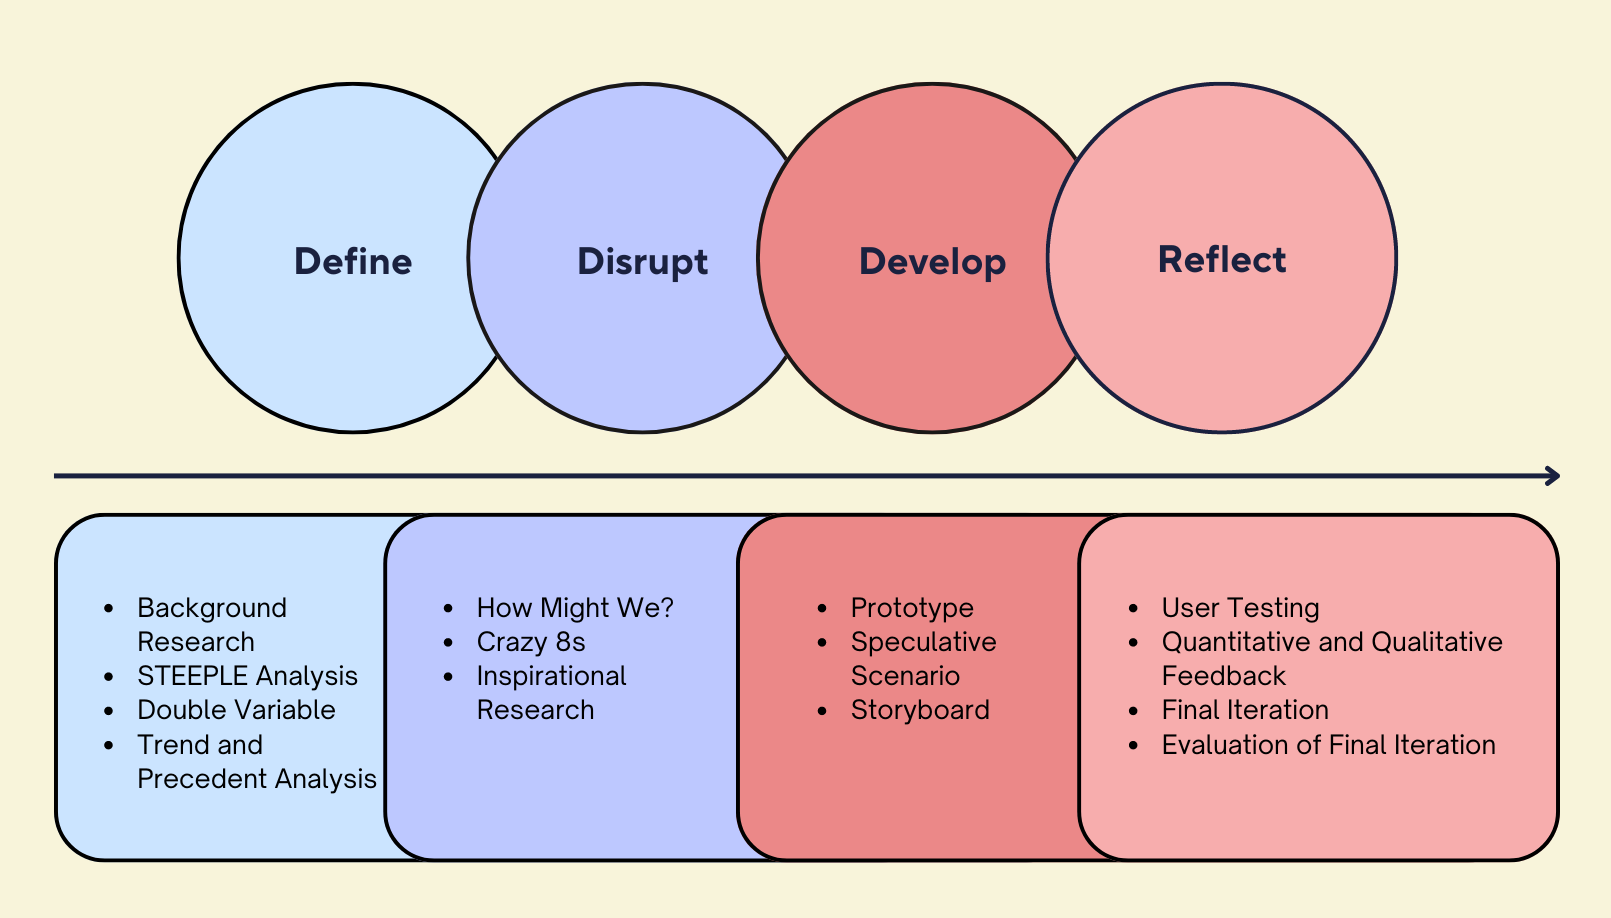 Define
Disrupt
Develop
Reflect
• Background
Research
• STEEPLE Analysis
• Double Variable
• Trend and
Precedent Analysis
• How Might We?
• Crazy 8s
• Inspirational
Research
• Prototype
• Speculative
Scenario
• Storyboard
• User Testing
• Quantitative and Qualitative
Feedback
• Final Iteration
• Evaluation of Final Iteration